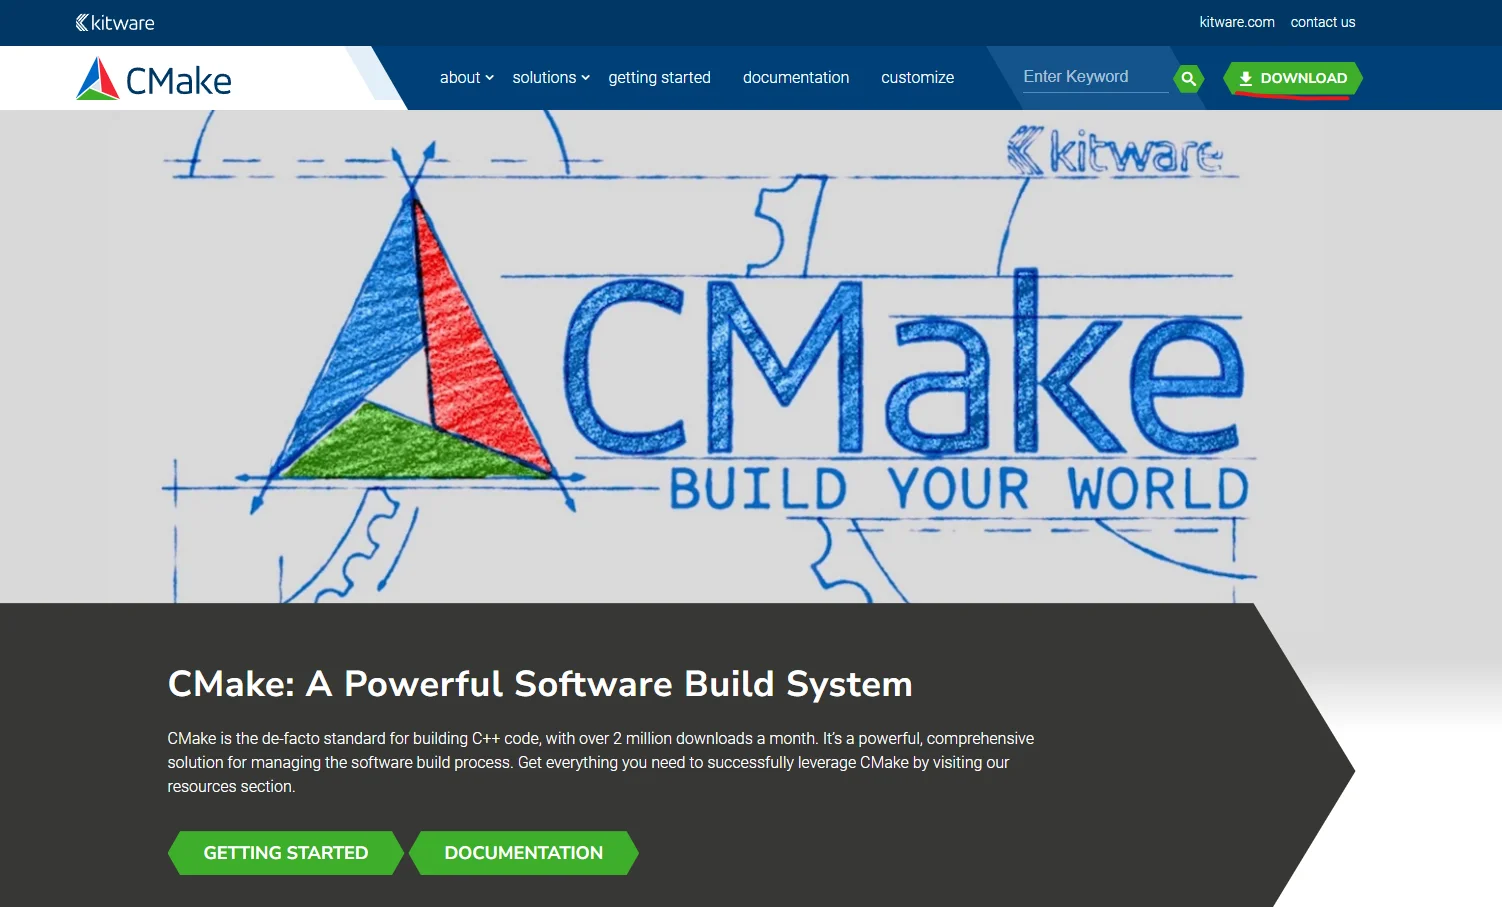 kitware
kitware.com contact us
CMake
about solutions getting started documentation customize
Enter Keyword
DOWNLOAD
kitware
CMake
BUILD YOUR WORLD
CMake: A Powerful Software Build System
CMake is the de-facto standard for building C++ code, with over 2 million downloads a month. It’s a powerful, comprehensive
solution for managing the software build process. Get everything you need to successfully leverage CMake by visiting our
resources section.
GETTING STARTED
DOCUMENTATION